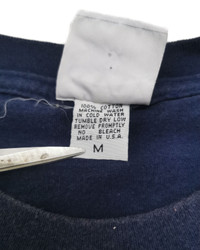 100% COTTON
MACHINE WASH
IN COLD WATER
TUMBLE DRY LOW
REMOVE PROMPTLY
NO BLEACH
MADE IN U.S.A.
M